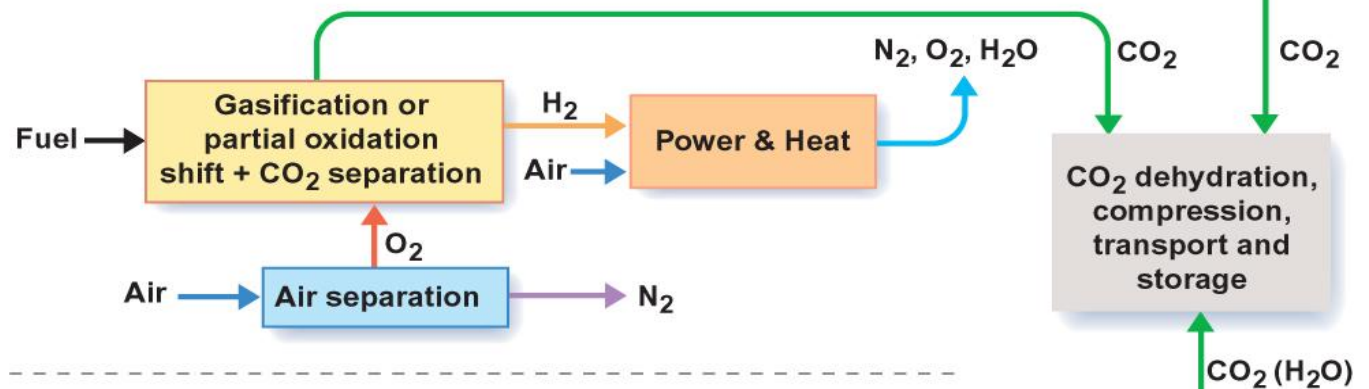 N₂, O₂, H₂O
CO₂
CO₂
Gasification or
partial oxidation
shift + CO₂ separation
Fuel
H₂
Air
Power & Heat
CO₂ dehydration,
compression,
transport and
storage
O₂
Air
Air separation
N₂
CO₂ (H₂O)